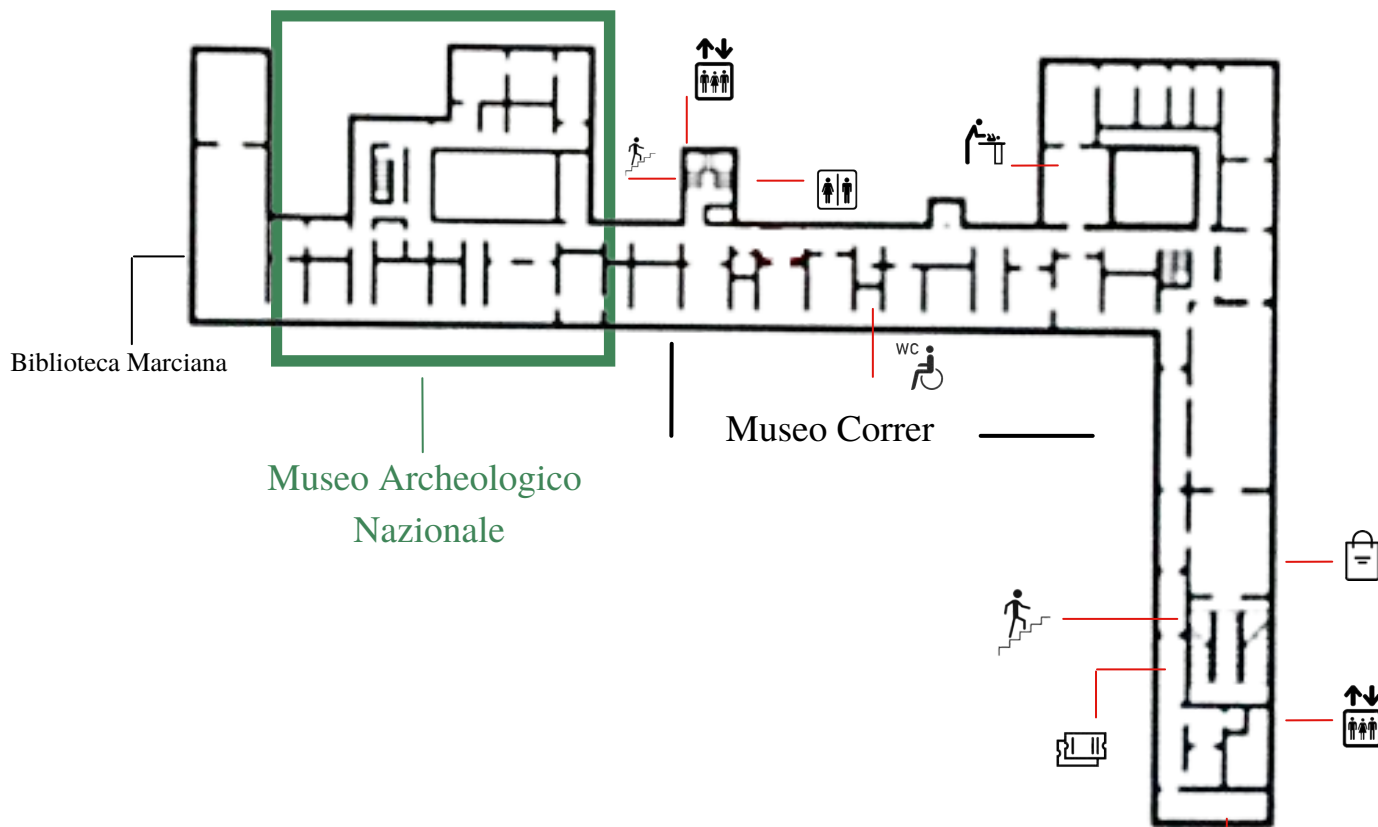 WC
Biblioteca Marciana
Museo Correr
Museo Archeologico
Nazionale